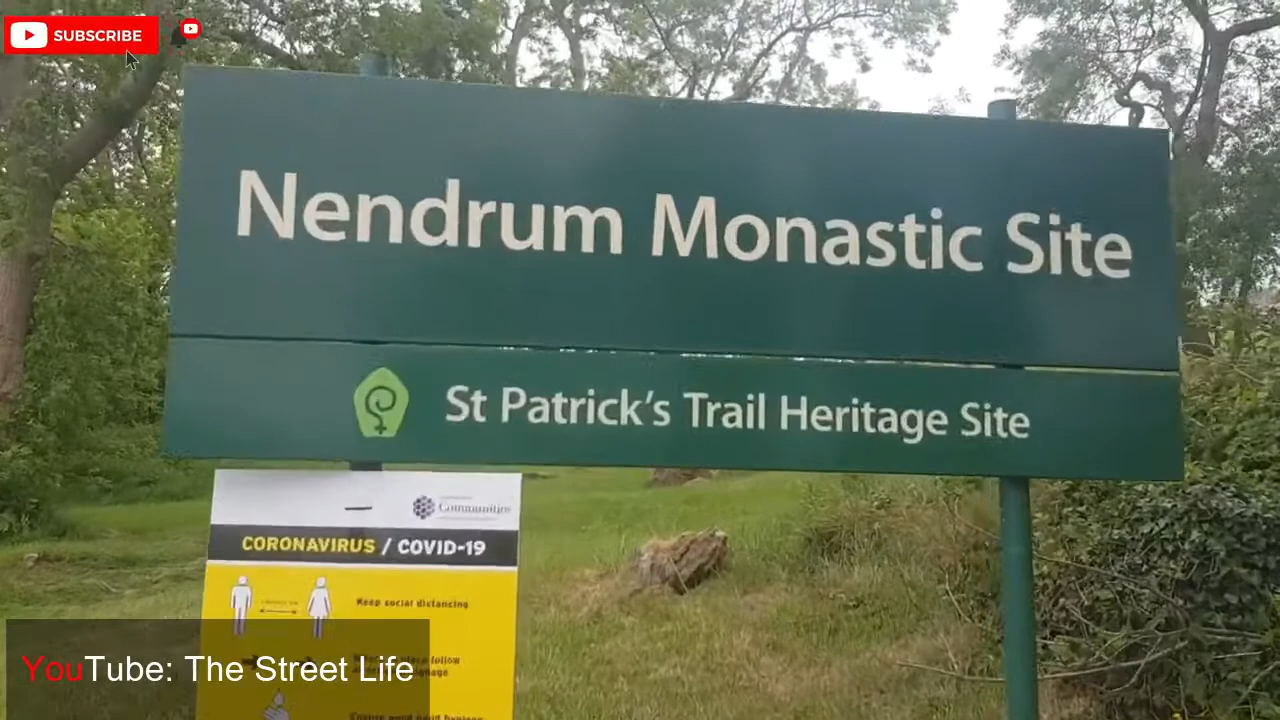 SUBSCRIBE
Nendrum Monastic Site
St Patrick's Trail Heritage Site
Communities
CORONAVIRUS / COVID-19
Keep social distancing
YouTube: The Street Life